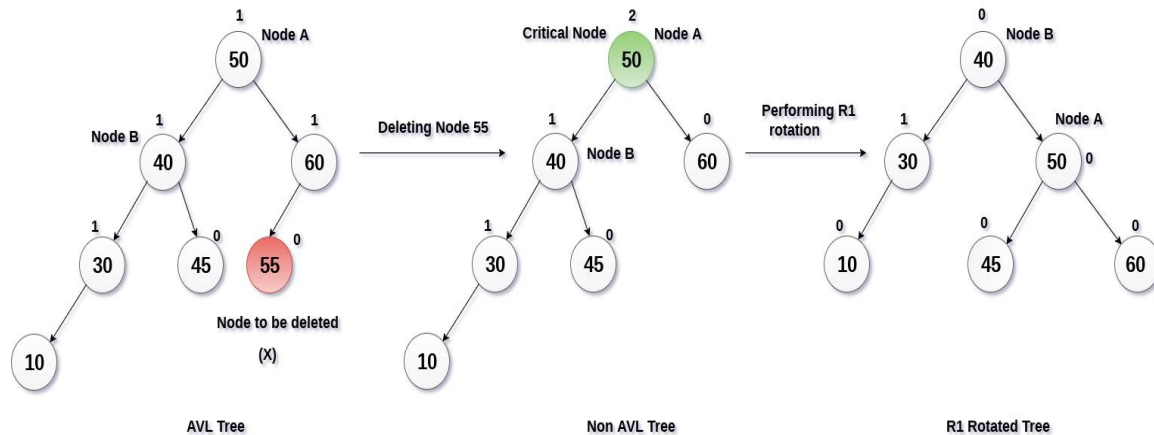 1
Node A
50
Node B
1
40
1
60
1
30
0
45
0
55
10
Node to be deleted
(X)
AVL Tree
Deleting Node 55
2
Critical Node
Node A
50
1
40
Node B
0
60
1
30
0
45
10
Non AVL Tree
Performing R1
rotation
0
Node B
40
1
30
Node A
50
0
0
10
0
45
0
60
R1 Rotated Tree